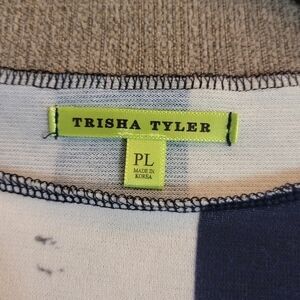 TRISHA TYLER
PL
MADE IN
KOREA